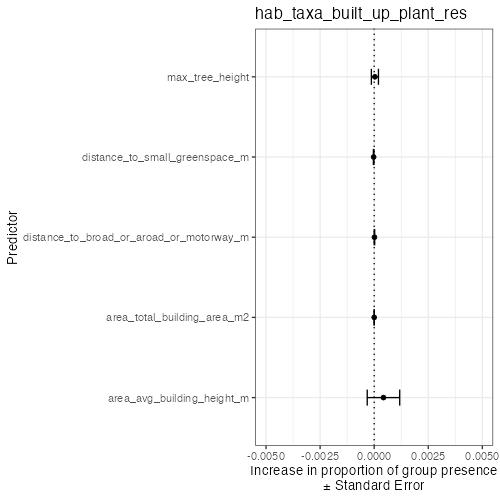 hab_taxa_built_up_plant_res
Predictor
max_tree_height
distance_to_small_greenspace_m
distance_to_broad_or_aroad_or_motorway_m
area_total_building_area_m2
area_avg_building_height_m
-0.0050 -0.0025 0.0000 0.0025 0.0050
Increase in proportion of group presence
± Standard Error